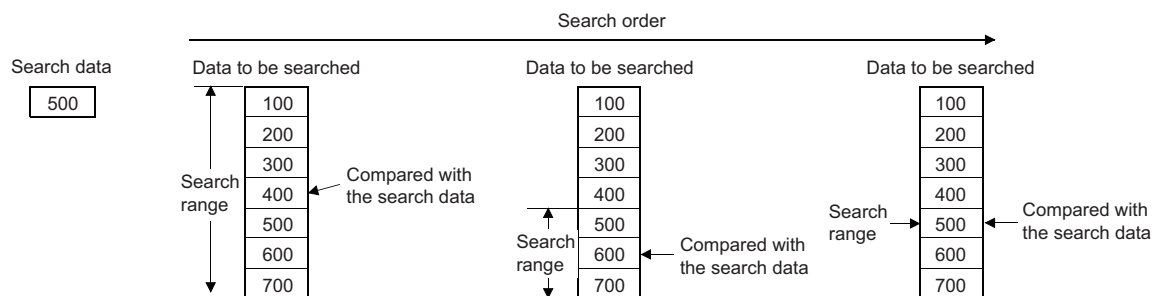 Search order
Search data
500
Data to be searched
100
200
300
400
500
600
700
Search
range
Compared with
the search data
Data to be searched
100
200
300
400
500
600
700
Search
range
Compared with
the search data
Data to be searched
100
200
300
400
500
600
700
Search
range
Compared with
the search data